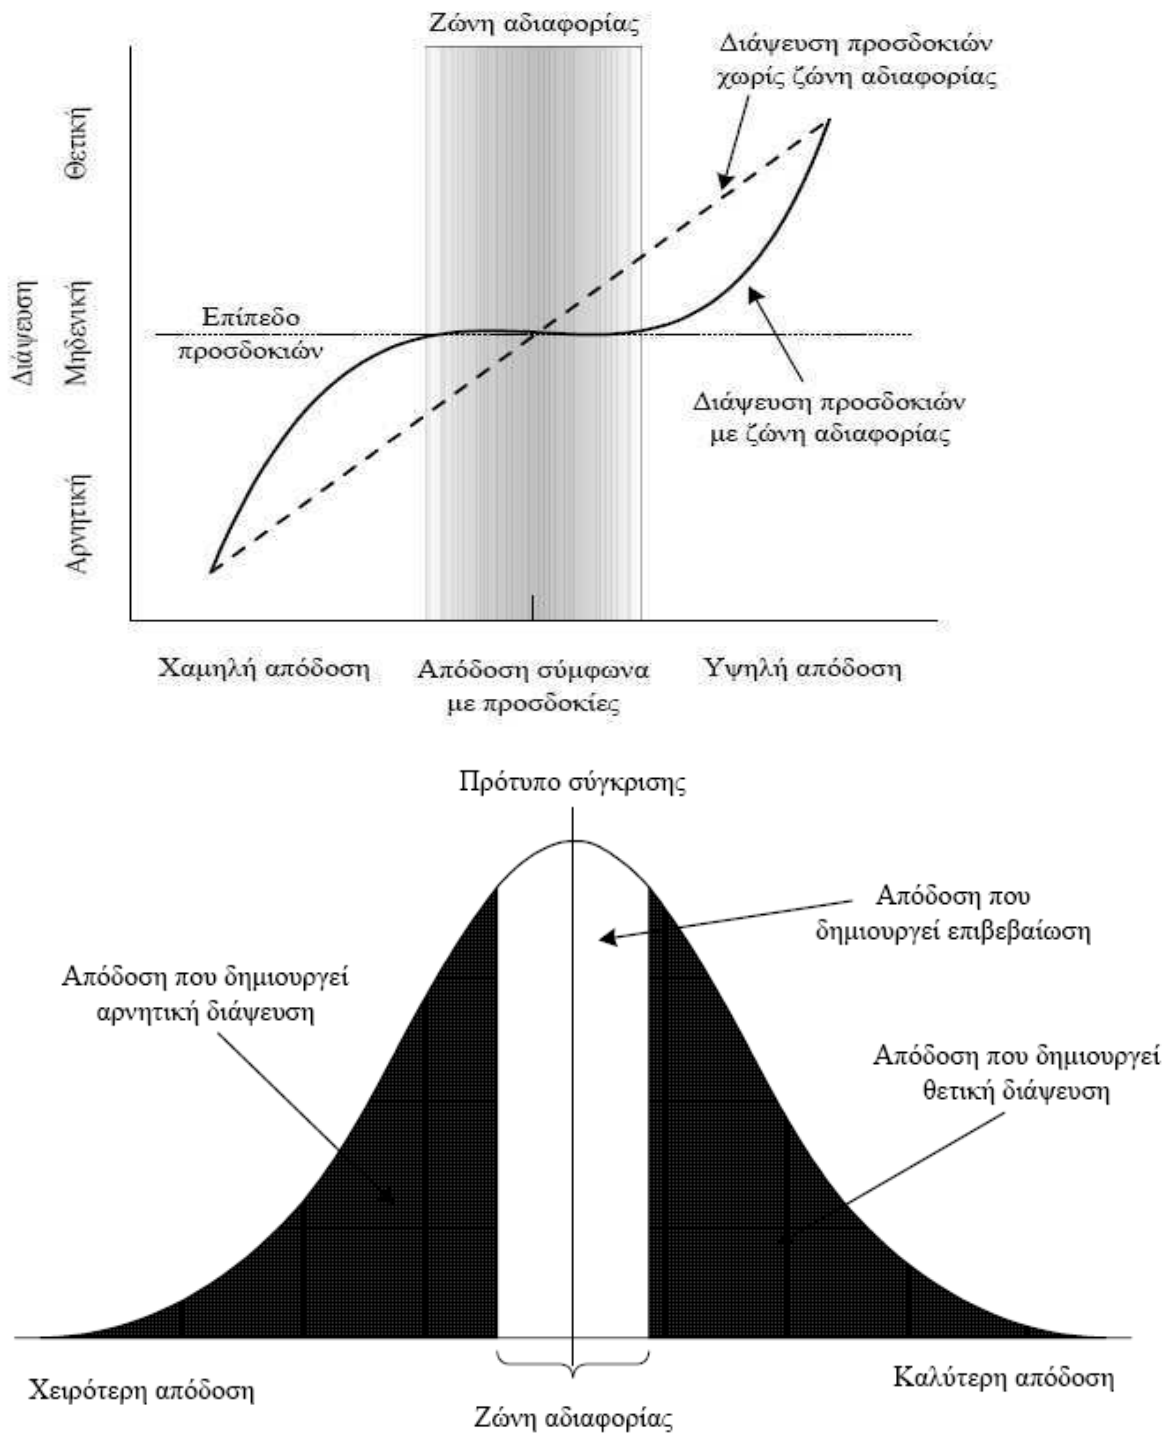 Ζώνη αδιαφορίας
Διάψευση προσδοκιών
χωρίς ζώνη αδιαφορίας
Θετική
Διάψευση
Μηδενική
Αρνητική
Επίπεδο
προσδοκιών
Διάψευση προσδοκιών
με ζώνη αδιαφορίας
Χαμηλή απόδοση
Απόδοση σύμφωνα
με προσδοκίες
Υψηλή απόδοση
Πρότυπο σύγκρισης
Απόδοση που
δημιουργεί επιβεβαίωση
Απόδοση που δημιουργεί
αρνητική διάψευση
Απόδοση που δημιουργεί
θετική διάψευση
Χειρότερη απόδοση
Καλύτερη απόδοση
Ζώνη αδιαφορίας